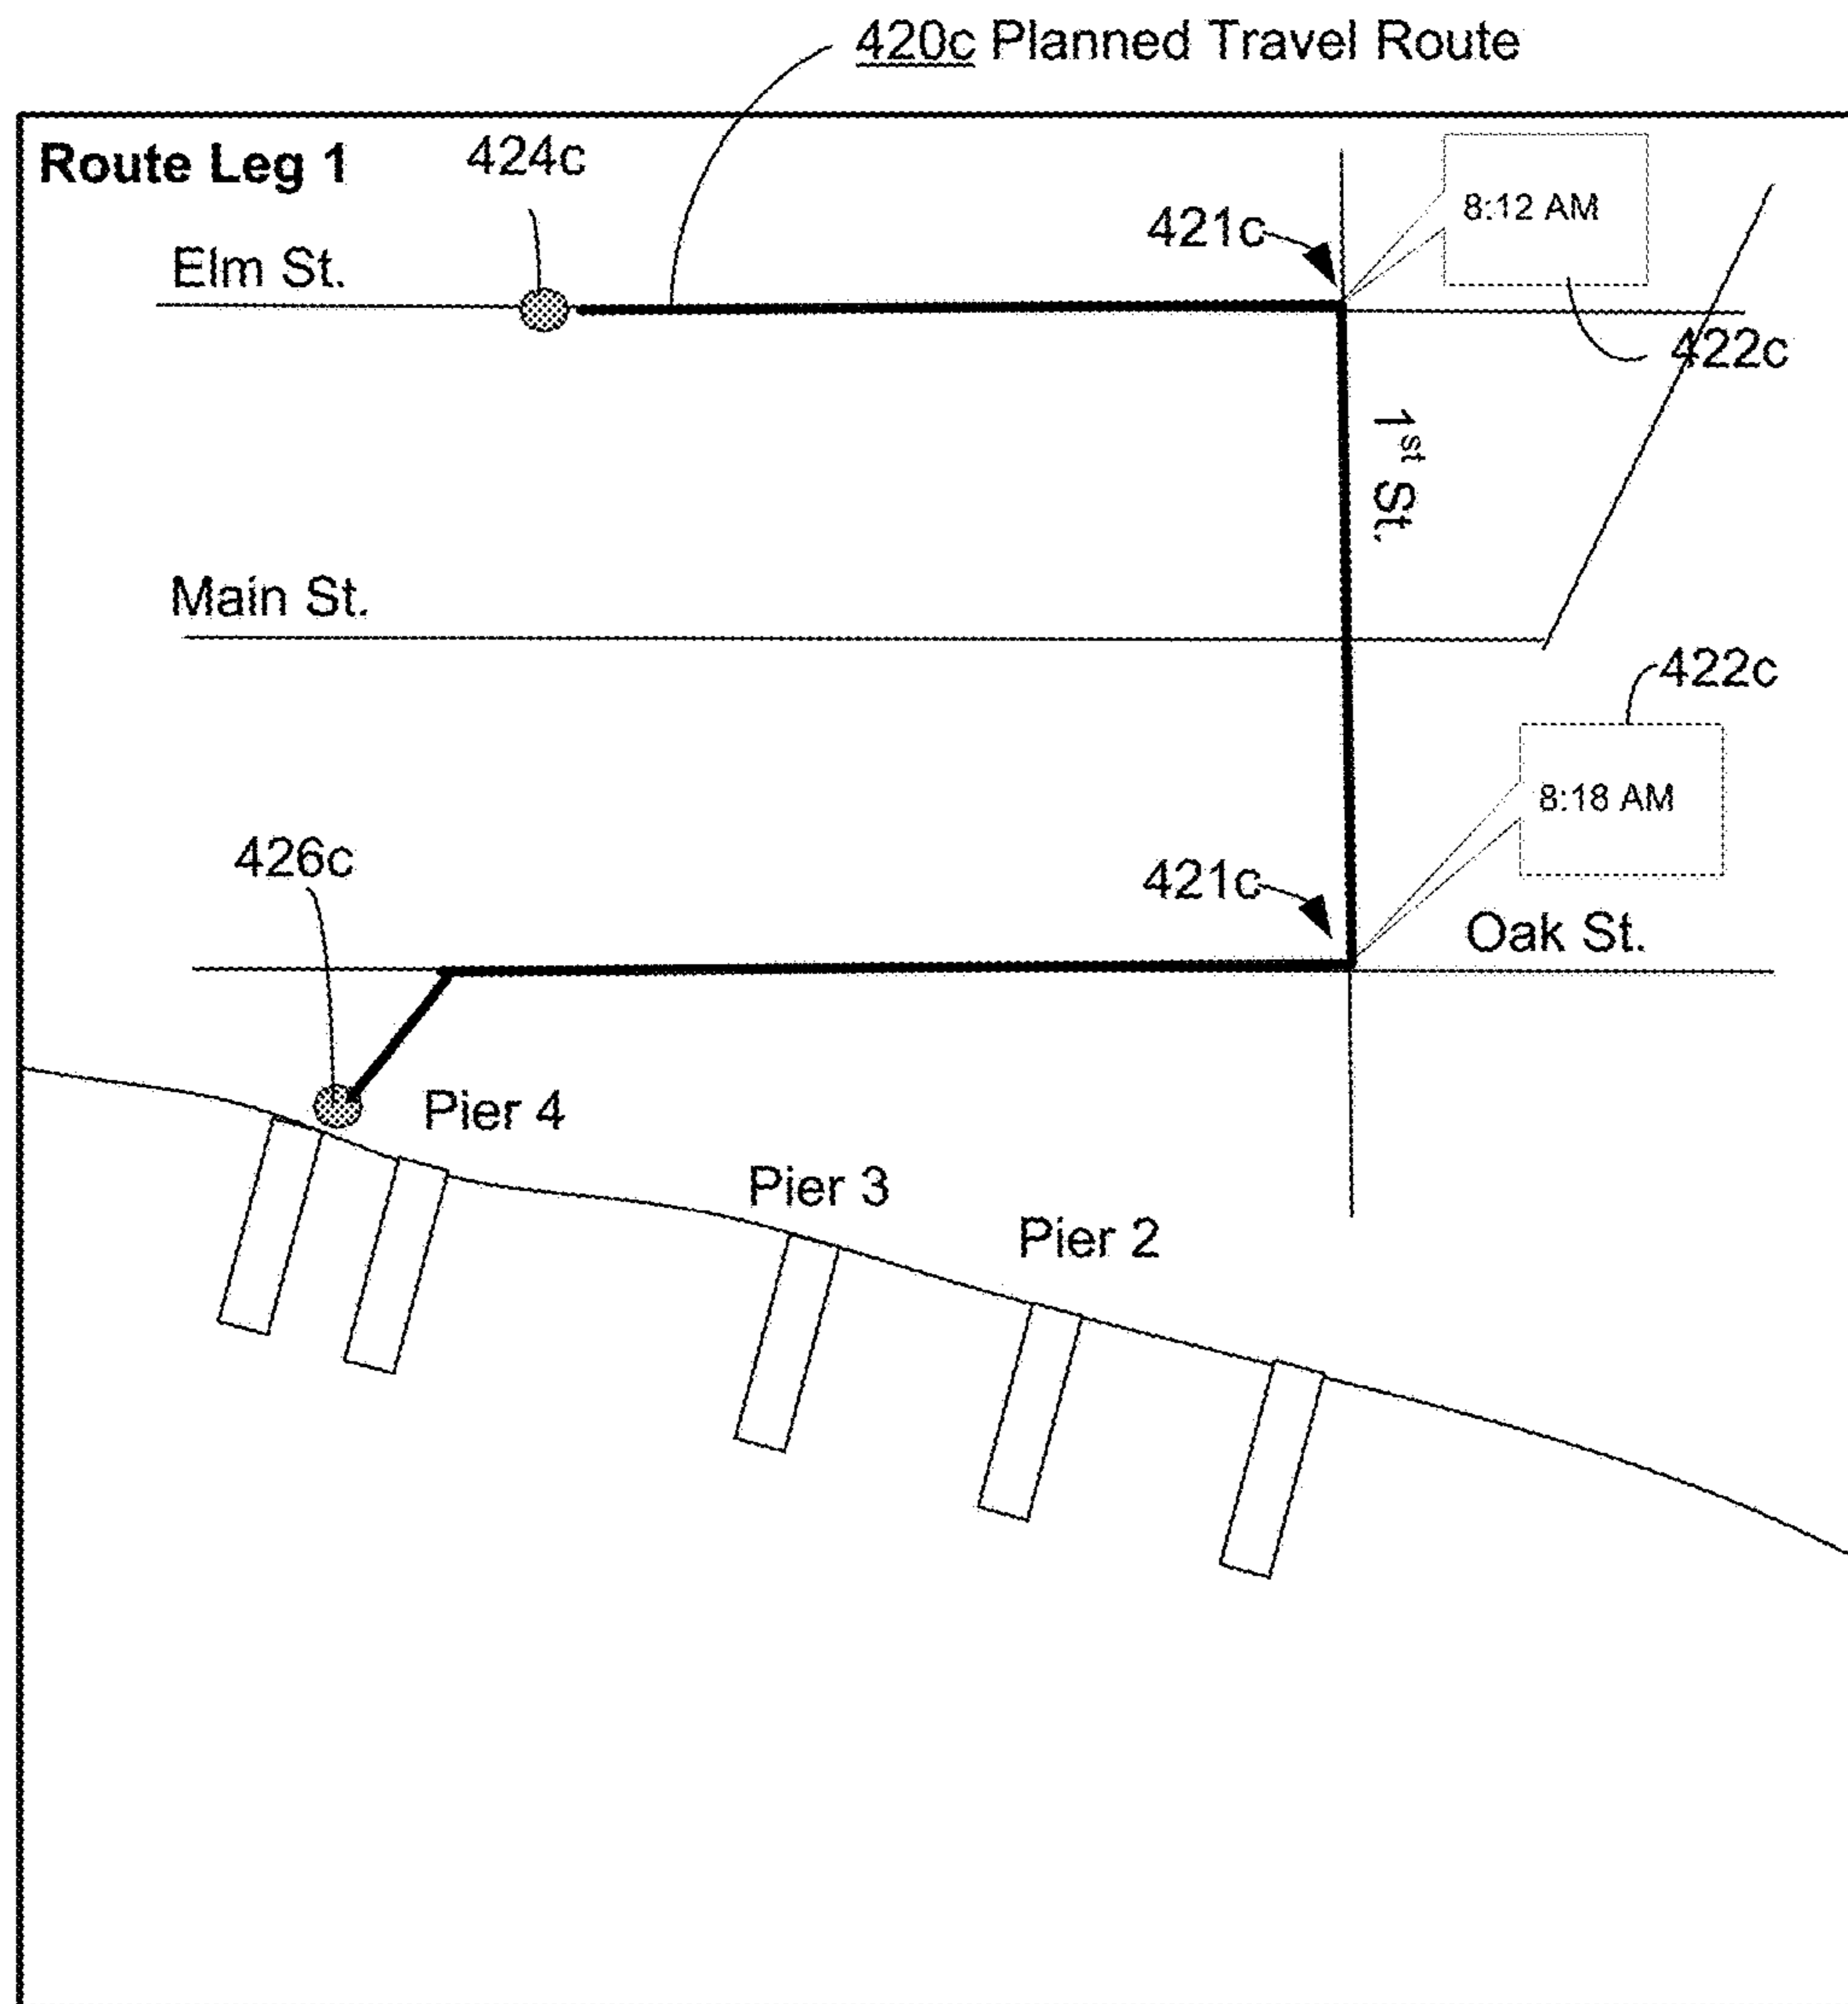 420c Planned Travel Route
Route Leg 1
424c
8:12 AM
421c
Elm St.
422c
1st St.
Main St.
422c
8:18 AM
426c
421c
Oak St.
Pier 4
Pier 3
Pier 2